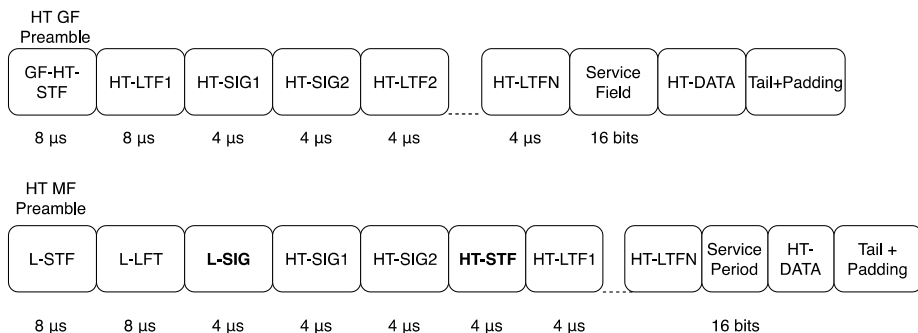 HT GF
Preamble
GF-HT-
STF
HT-LTF1
HT-SIG1
HT-SIG2
HT-LTF2
HT-LTFN
Service
Field
HT-DATA
Tail+Padding
8 μs
8 μs
4 μs
4 μs
4 μs
4 μs
16 bits
HT MF
Preamble
L-STF
L-LFT
L-SIG
HT-SIG1
HT-SIG2
HT-STF
HT-LTF1
HT-LTFN
Service
Period
HT-
DATA
Tail +
Padding
8 μs
8 μs
4 μs
4 μs
4 μs
4 μs
4 μs
16 bits